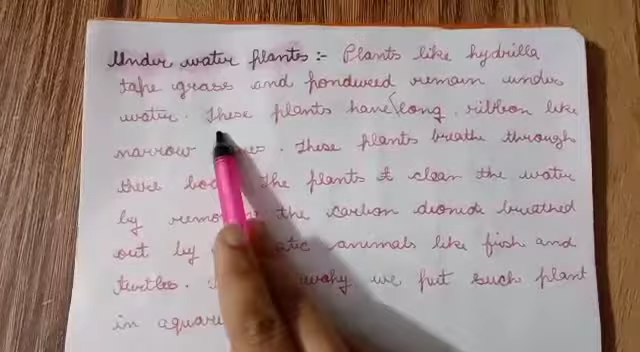 Under water plants :- Plants like hydrilla
tape grass and pondweed remain under
water. These plants have long, ribbon like
narrow. These plants breathe through
there the plants clean the water
by the carbon dioxide breathed
out by animals like fish and
turtles. we put such plant
in